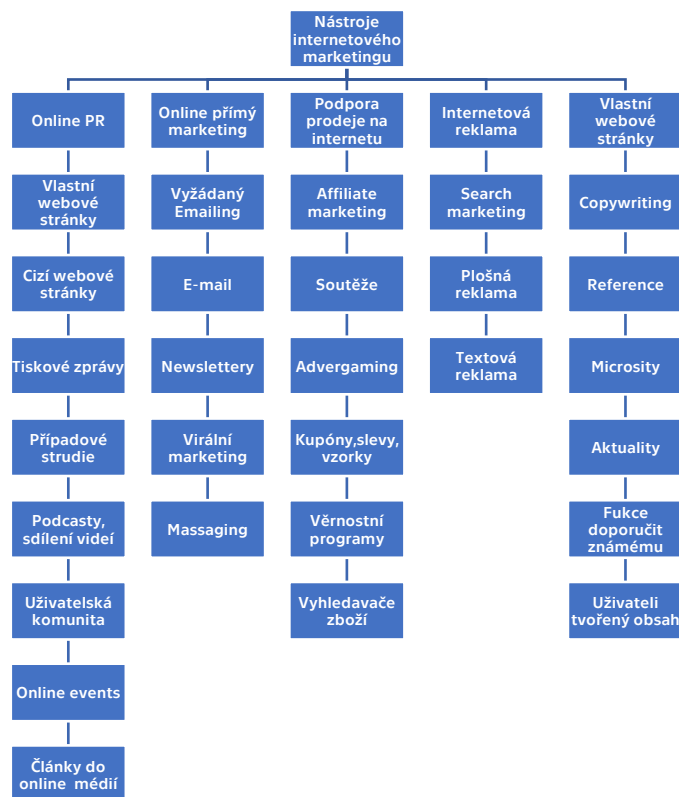 Nástroje
internetového
marketingu
Online PR
Vlastní
webové
stránky
Cizí webové
stránky
Tiskové zprávy
Případové
strudie
Podcasty,
sdílení videí
Uživatelská
komunita
Online events
Články do
online  médií
Online přímý
marketing
Vyžádaný
Emailing
E-mail
Newslettery
Virální
marketing
Massaging
Podpora
prodeje na
internetu
Affiliate
marketing
Soutěže
Advergaming
Kupóny,slevy,
vzorky
Věrnostní
programy
Vyhledavače
zboží
Internetová
reklama
Search
marketing
Plošná
reklama
Textová
reklama
Vlastní
webové
stránky
Copywriting
Reference
Microsity
Aktuality
Fukce
doporučit
známému
Uživateli
tvořený obsah